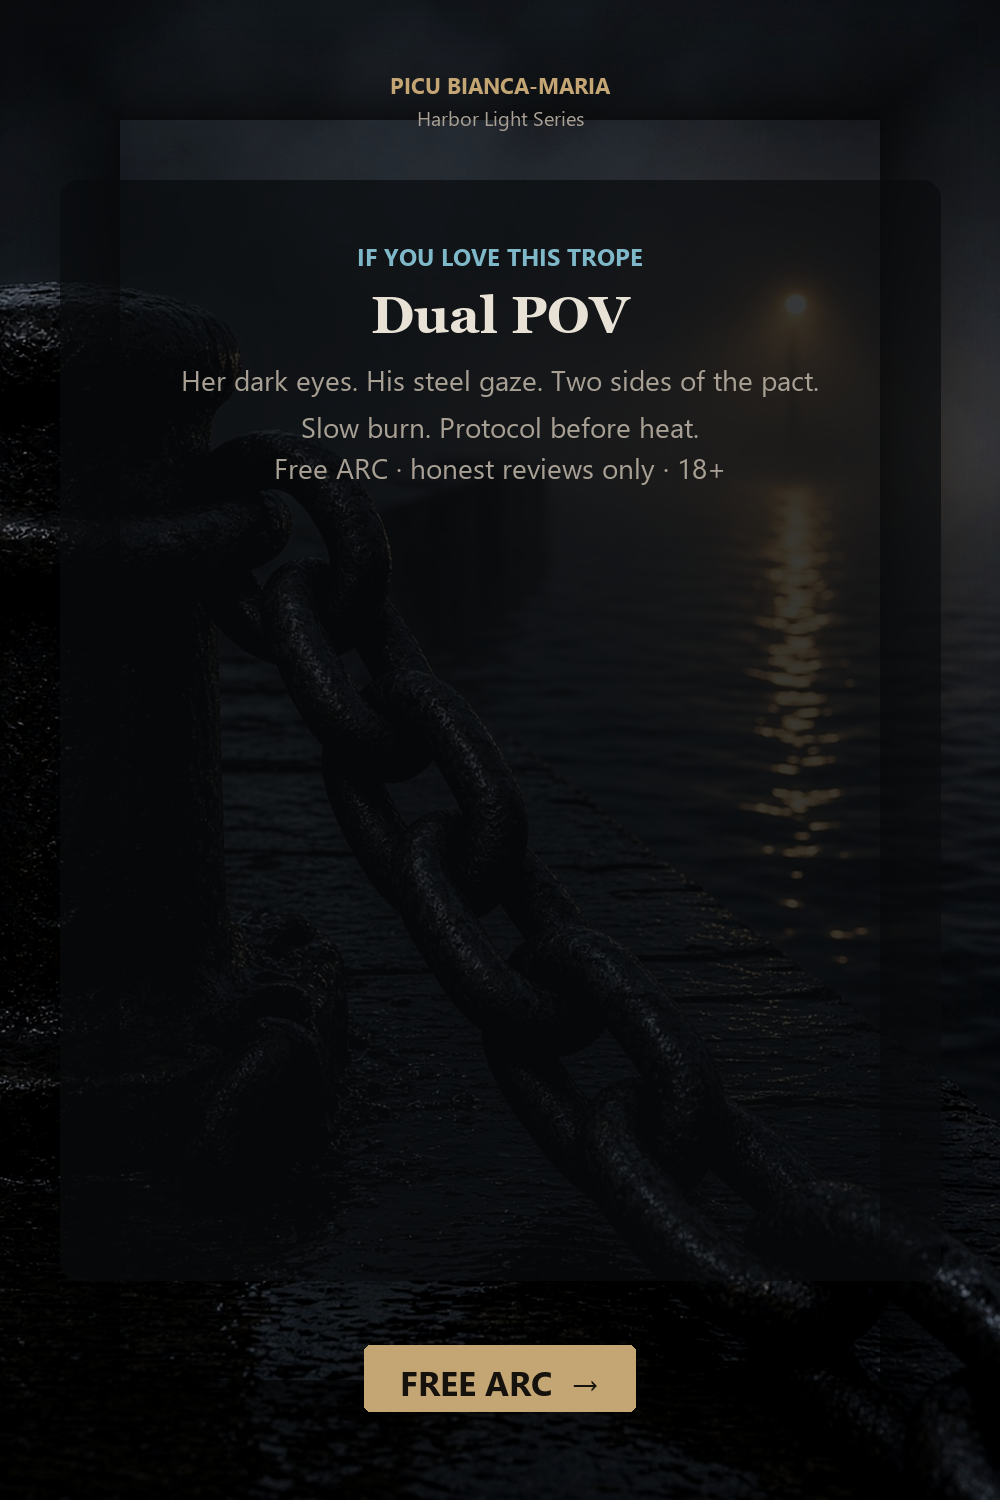 PICU BIANCA-MARIA
Harbor Light Series
IF YOU LOVE THIS TROPE
Dual POV
Her dark eyes. His steel gaze. Two sides of the pact.
Slow burn. Protocol before heat.
Free ARC · honest reviews only · 18+
FREE ARC →